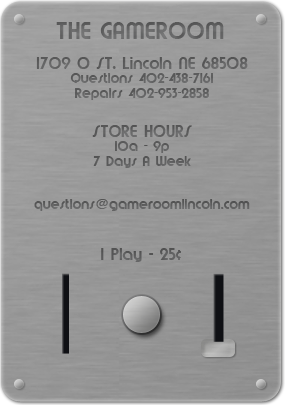 THE GAMEROOM
1709 O ST. Lincoln NE 68508
Questions 402-438-7161
Repairs 402-953-2858
STORE HOURS
10a - 9p
7 Days A Week
questions@gameroomlincoln.com
1 Play - 25¢